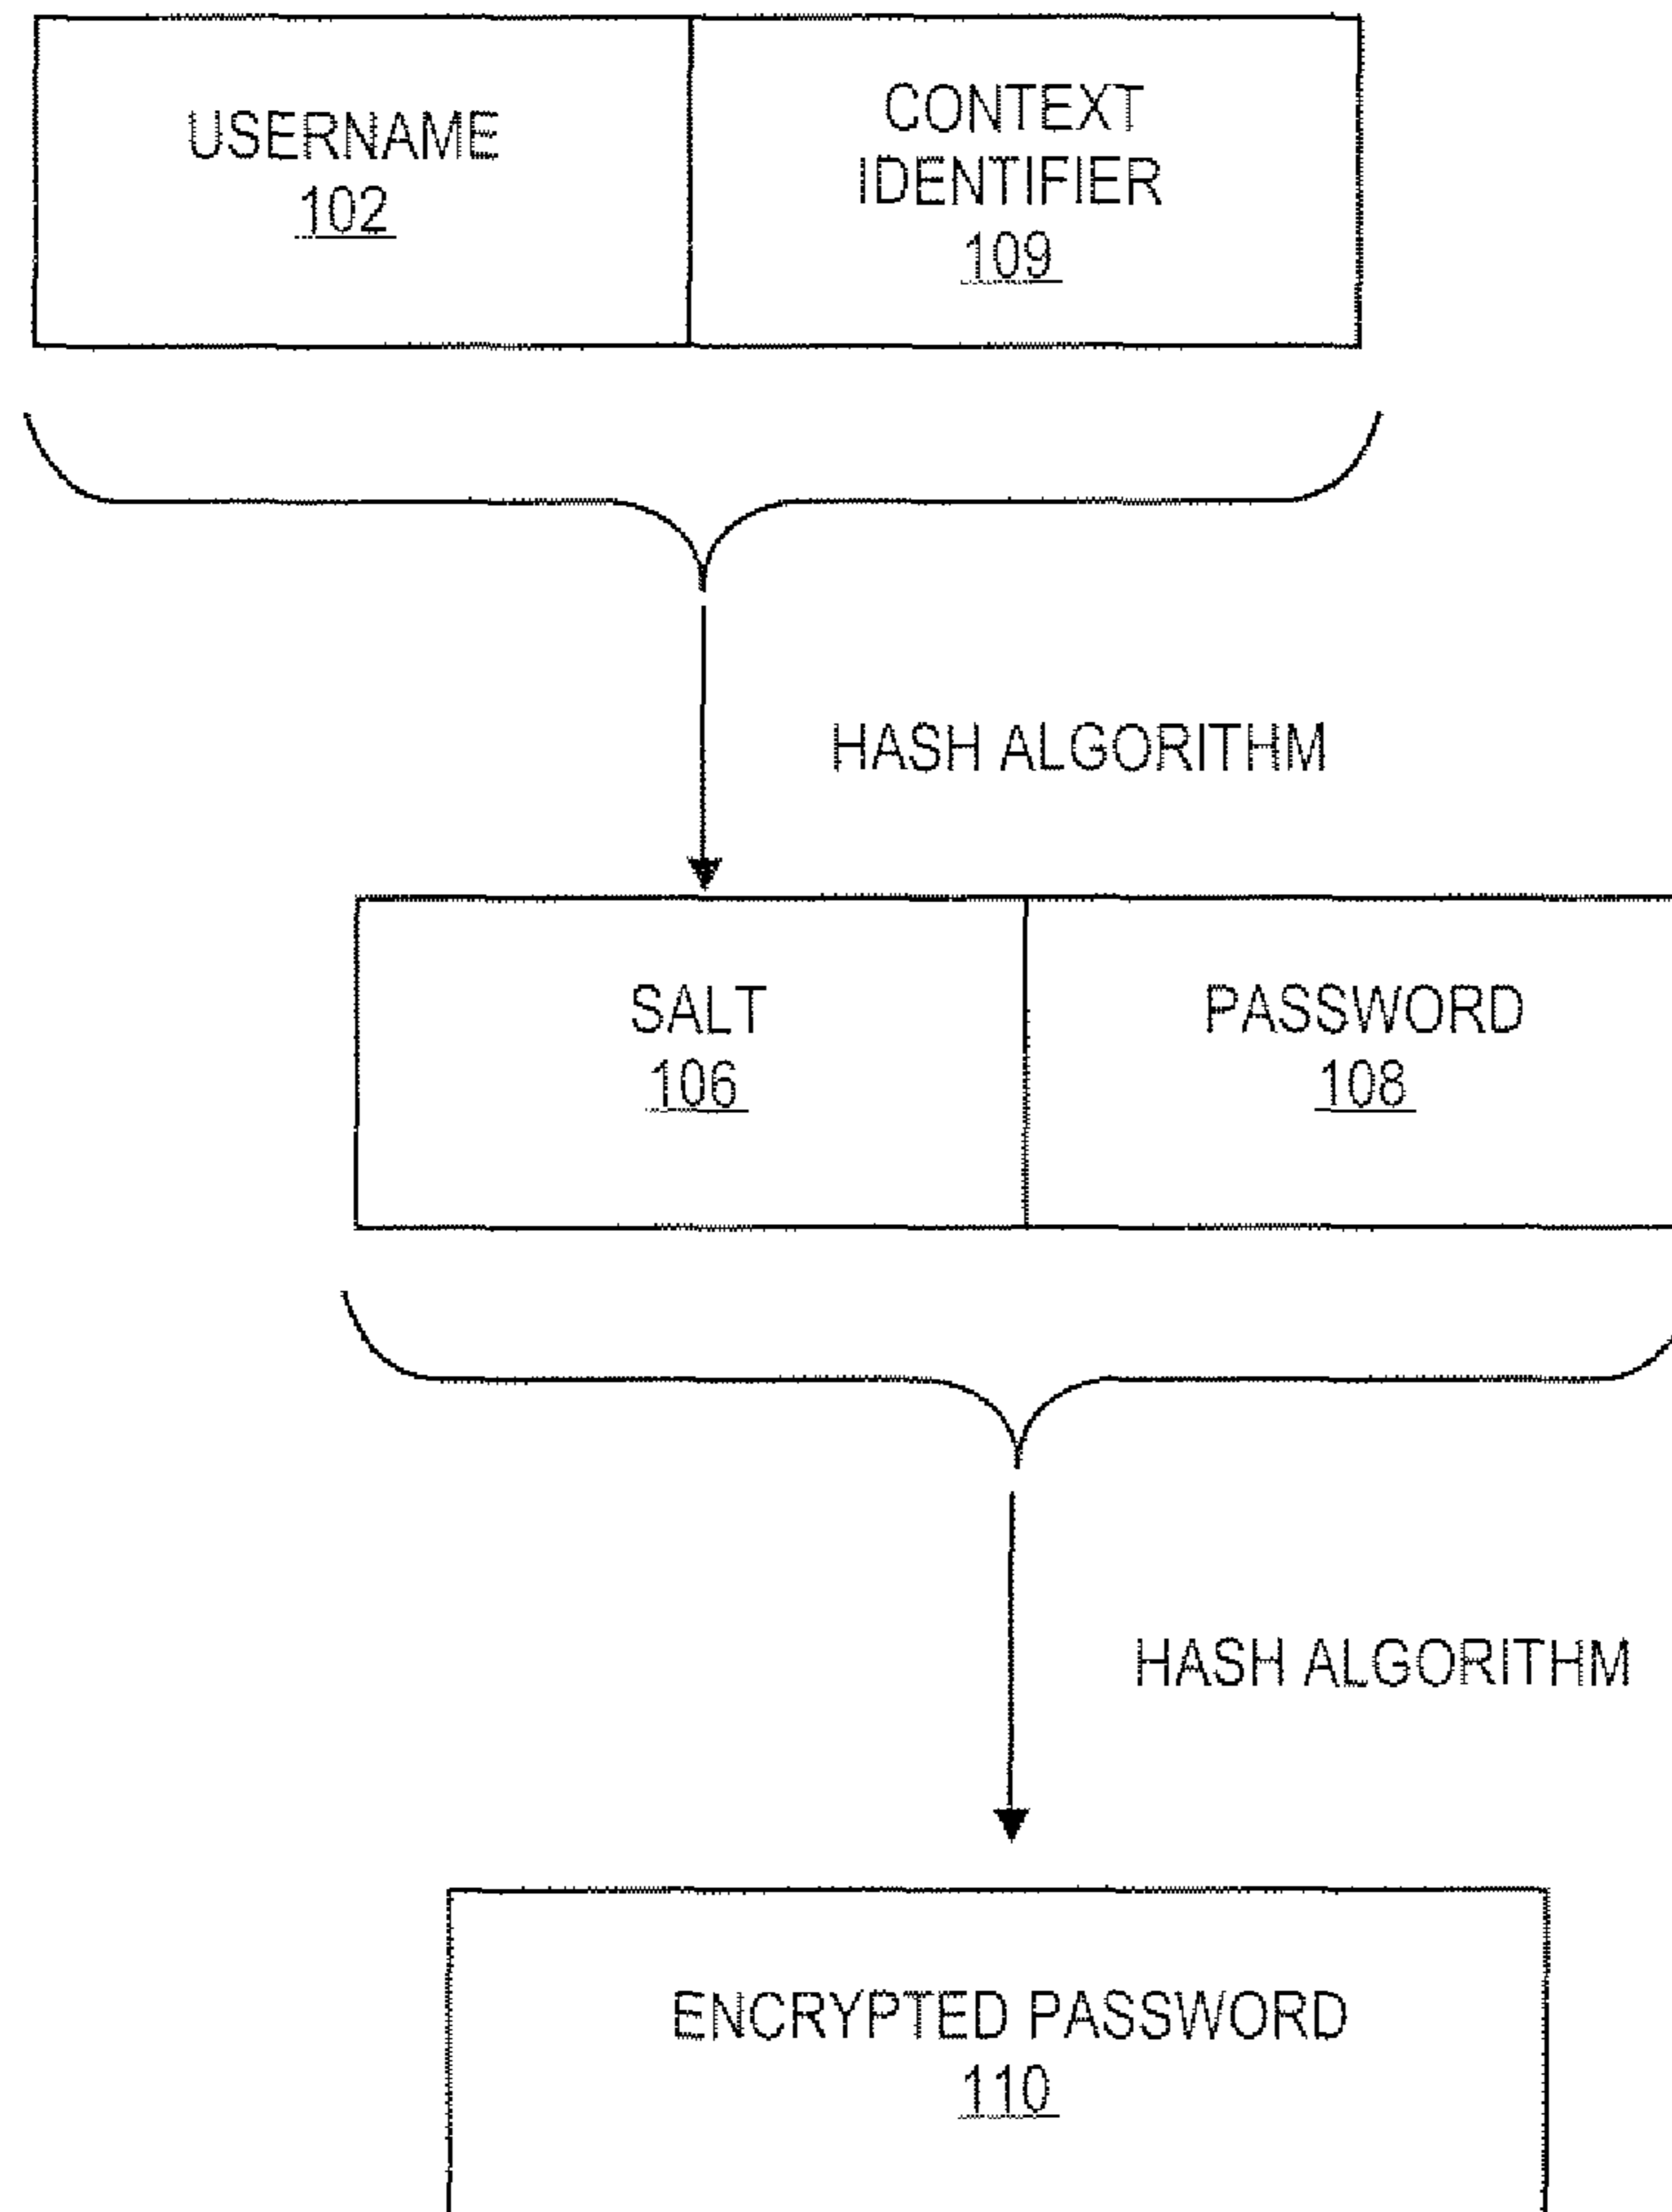 USERNAME
102
CONTEXT
IDENTIFIER
109
HASH ALGORITHM
SALT
106
PASSWORD
108
HASH ALGORITHM
ENCRYPTED PASSWORD
110